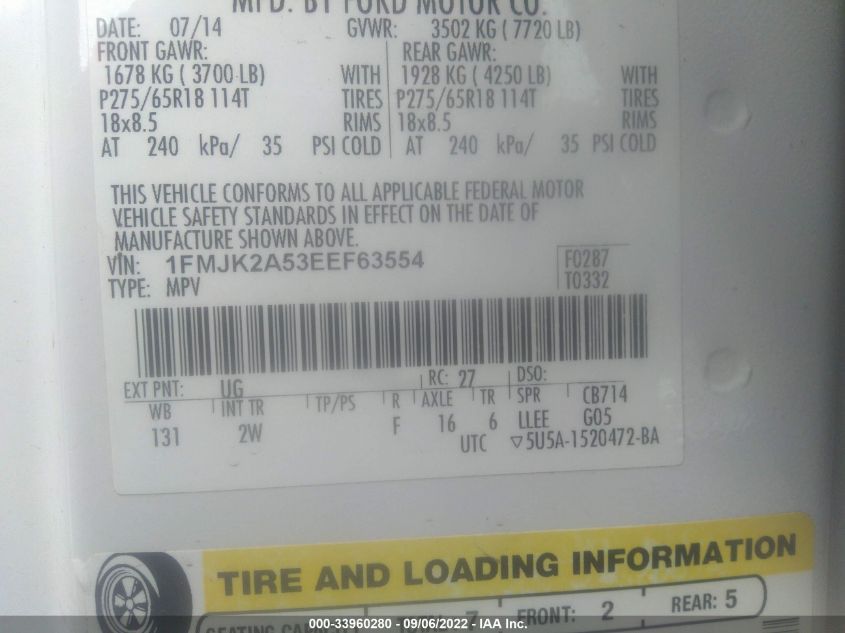 MFD. BY FORD MOTOR CO.
DATE: 07/14 GVWR: 3502 KG ( 7720 LB)
FRONT GAWR: REAR GAWR:
1678 KG ( 3700 LB) WITH 1928 KG ( 4250 LB) WITH
P275/65R18 114T TIRES P275/65R18 114T TIRES
18x8.5 RIMS 18x8.5 RIMS
AT 240 kPa/ 35 PSI COLD AT 240 kPa/ 35 PSI COLD
THIS VEHICLE CONFORMS TO ALL APPLICABLE FEDERAL MOTOR
VEHICLE SAFETY STANDARDS IN EFFECT ON THE DATE OF
MANUFACTURE SHOWN ABOVE.
VIN: 1FMJK2A53EEF63554 F0287
TYPE: MPV T0332
EXT PNT: UG RC: 27 DSO:
WB INT TR TP/PS R AXLE TR SPR CB714
131 2W F 16 6 LLEE G05
UTC ▽5U5A-1520472-BA
TIRE AND LOADING INFORMATION
SEATING CAPACITY TOTAL 7 FRONT: 2 REAR: 5
000-33960280 - 09/06/2022 - IAA Inc.